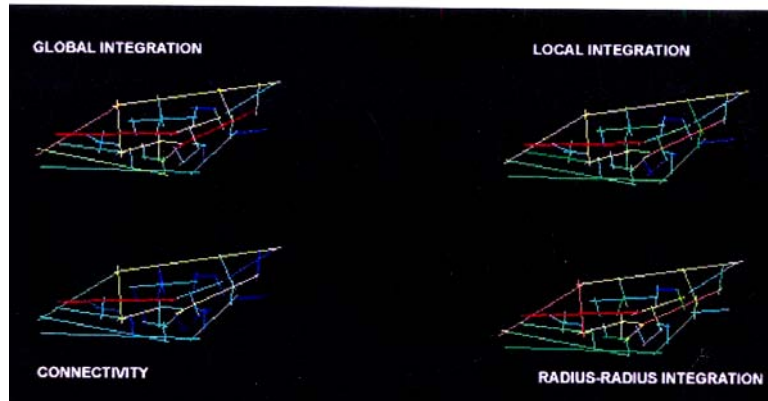 GLOBAL INTEGRATION
LOCAL INTEGRATION
CONNECTIVITY
RADIUS-RADIUS INTEGRATION